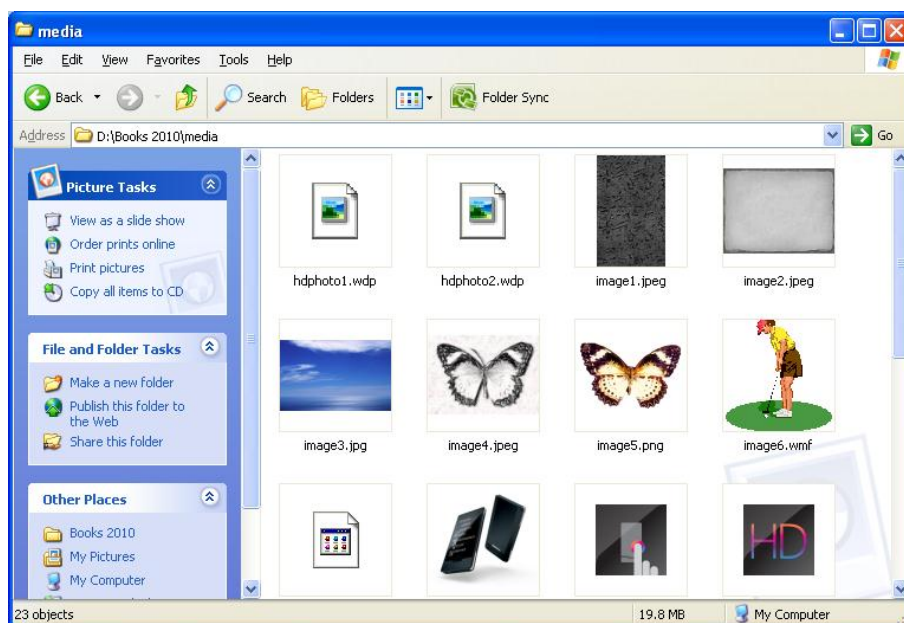 media
File Edit View Favorites Tools Help
Back Search Folders Folder Sync
Address D:\Books 2010\media Go
Picture Tasks
View as a slide show
Order prints online
Print pictures
Copy all items to CD
File and Folder Tasks
Make a new folder
Publish this folder to
the Web
Share this folder
Other Places
Books 2010
My Pictures
My Computer
hdphoto1.wdp hdphoto2.wdp image1.jpeg image2.jpeg
image3.jpg image4.jpeg image5.png image6.wmf
HD
23 objects 19.8 MB My Computer